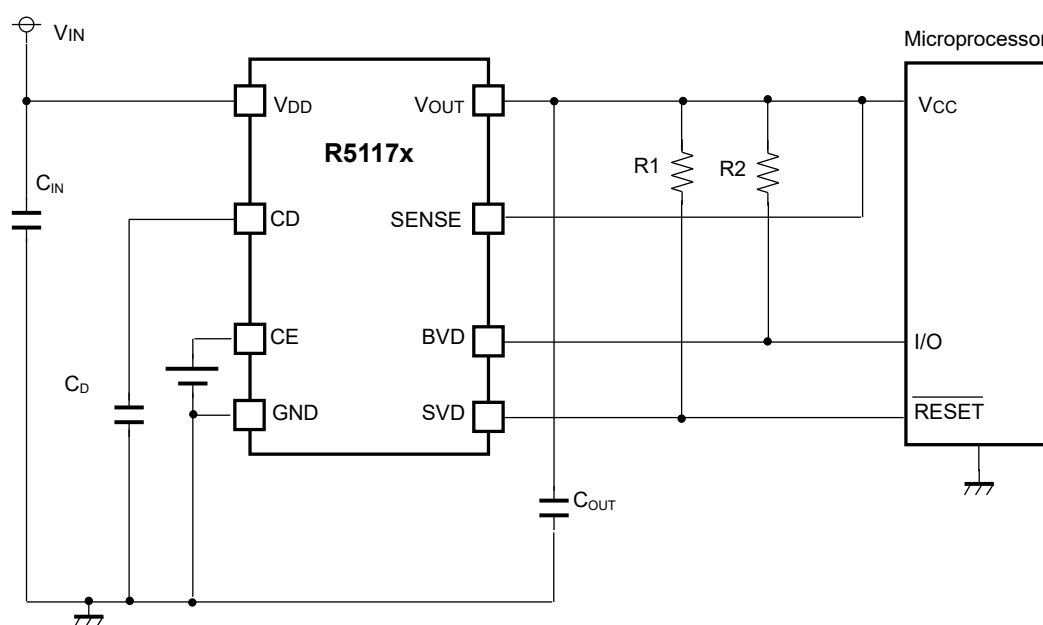 VIN
Microprocessor
VDD
VOUT
VCC
R5117x
R1
R2
CIN
CD
SENSE
CE
BVD
I/O
CD
GND
SVD
RESET
COUT